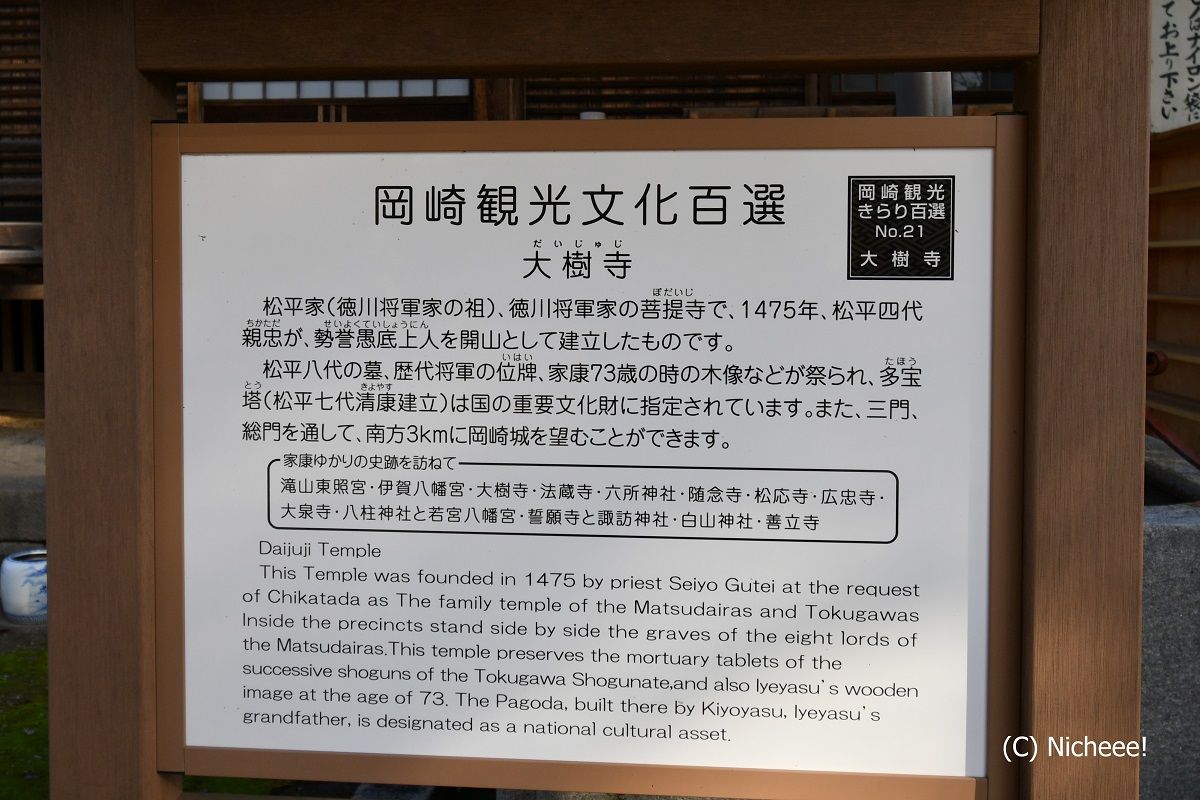 岡崎観光文化百選
だいじゅじ
大樹寺
岡崎観光
きらり百選
No.21
大樹寺
松平家(徳川将軍家の祖)、徳川将軍家の菩提寺で、1475年、松平四代
親忠が、勢誉愚底上人を開山として建立したものです。
松平八代の墓、歴代将軍の位牌、家康73歳の時の木像などが祭られ、多宝
塔(松平七代清康建立)は国の重要文化財に指定されています。また、三門、
総門を通して、南方3kmに岡崎城を望むことができます。
ぼだいじ
ちかただ
せいよくていしょうにん
いはい
たほう
とう
きよやす
家康ゆかりの史跡を訪ねて
滝山東照宮・伊賀八幡宮・大樹寺・法蔵寺・六所神社・随念寺・松応寺・広忠寺・
大泉寺・八柱神社と若宮八幡宮・誓願寺と諏訪神社・白山神社・善立寺
Daijuji Temple
This Temple was founded in 1475 by priest Seiyo Gutei at the request
of Chikatada as The family temple of the Matsudairas and Tokugawas
Inside the precincts stand side by side the graves of the eight lords of
the Matsudairas.This temple preserves the mortuary tablets of the
successive shoguns of the Tokugawa Shogunate,and also Iyeyasu's wooden
image at the age of 73. The Pagoda, built there by Kiyoyasu, Iyeyasu's
grandfather, is designated as a national cultural asset.
てお上り下さい
(C) Nicheee!